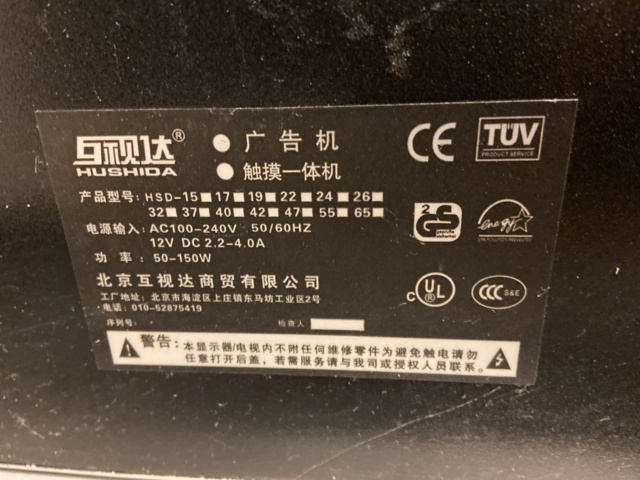 互视达®
HUSHIDA
广告机
触摸一体机
CE
TÜV
PRODUCT SERVICE
产品型号: HSD-15 17 19 22 24 26
32 37 40 42 47 55 65
电源输入: AC100-240V 50/60HZ
12V DC 2.2-4.0A
功率: 50-150W
2 GS
energy
北京互视达商贸有限公司
工厂地址: 北京市海淀区上庄镇东马坊工业区2号
电话: 010-52875419
C UL
CCC S&E
序列号:
检查人
警告: 本显示器/电视内不附任何维修零件为避免触电请勿
任意打开后盖, 若需服务请与我司或授权人员联系。